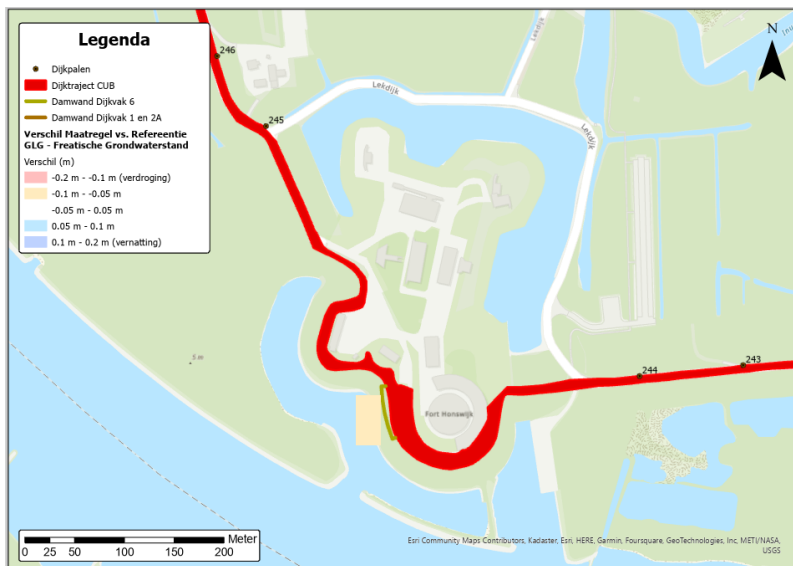 Legenda
Dijkpalen
Dijktraject CUB
Damwand Dijkvak 6
Damwand Dijkvak 1 en 2A
Verschil Maatregel vs. Refereentie
GLG - Freatische Grondwaterstand
Verschil (m)
-0.2 m - -0.1 m (verdroging)
-0.1 m - -0.05 m
-0.05 m - 0.05 m
0.05 m - 0.1 m
0.1 m - 0.2 m (vernatting)
246
245
Lekdijk
Lekdijk
N
5 m
244
243
Fort Honswijk
Meter
0 25 50 100 150 200
Esri Community Maps Contributors, Kadaster, Esri, HERE, Garmin, Foursquare, GeoTechnologies, Inc, METI/NASA,
USGS